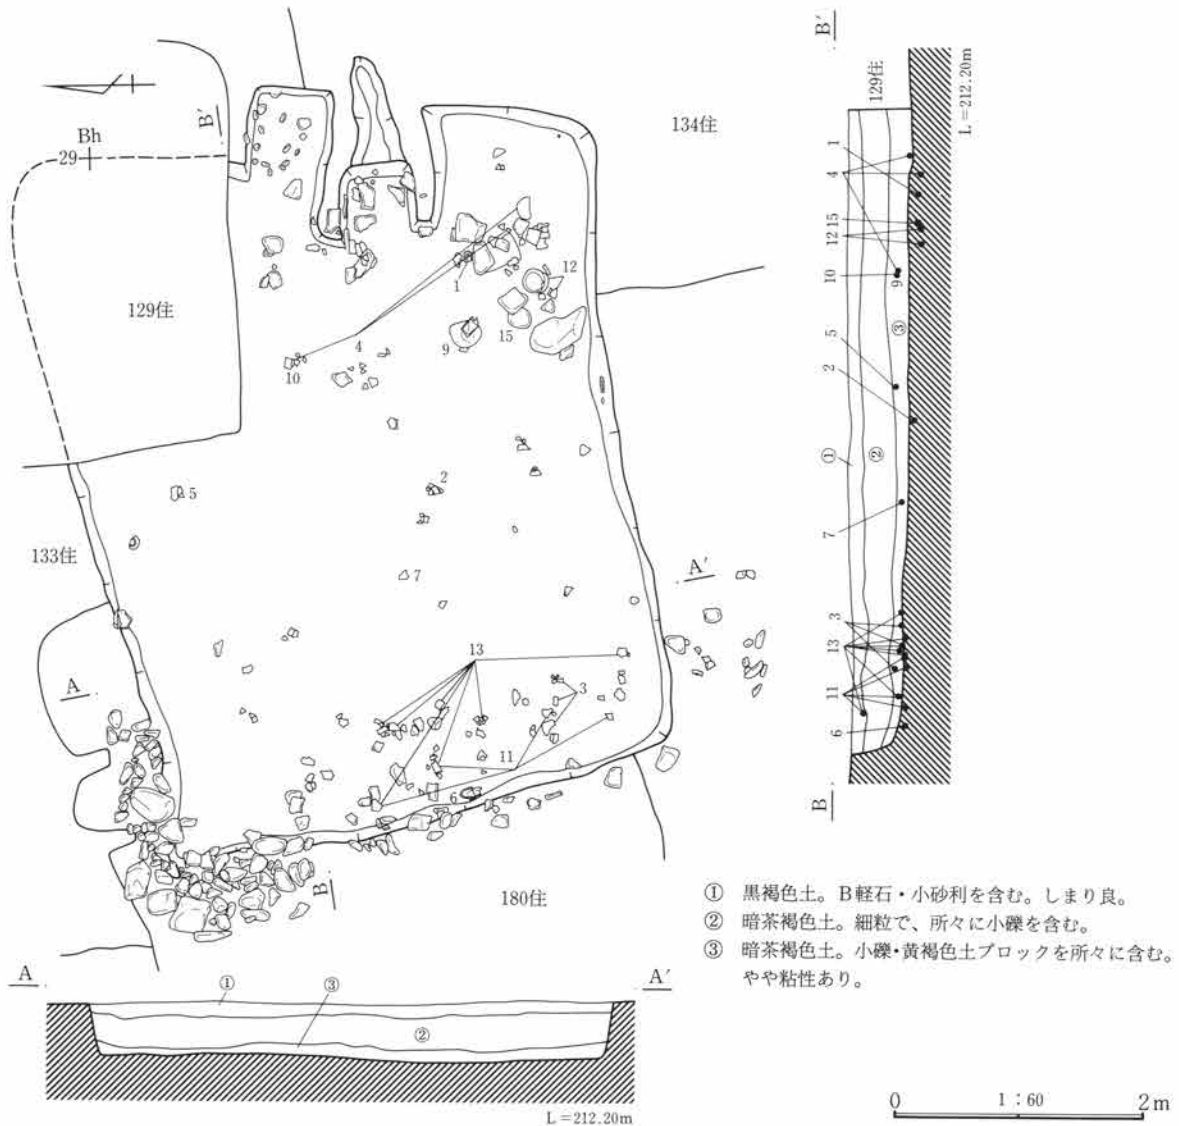 Bh
29
B′
134住
129住
1
12
4
9
15
10
5
2
133住
7
A′
A
13
3
11
6
B
180住
B′
129住
L=212.20m
1
4
15
12
10
9
③
5
2
①
②
7
3
13
11
6
B
① 黒褐色土。B軽石・小砂利を含む。しまり良。
② 暗茶褐色土。細粒で、所々に小礫を含む。
③ 暗茶褐色土。小礫・黄褐色土ブロックを所々に含む。
やや粘性あり。
A
①
③
A′
②
L=212.20m
0 1:60 2m